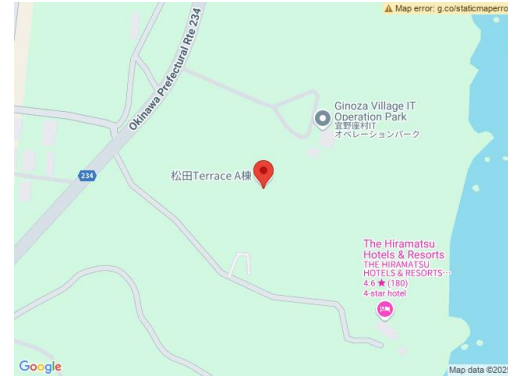 Map error: g.co/staticmaperro
Okinawa Prefectural Rte 234
Ginoza Village IT
Operation Park
宜野座村IT
オペレーションパーク
松田Terrace A棟
234
The Hiramatsu
Hotels & Resorts
THE HIRAMATSU
HOTELS & RESORTS…
4.6 ★ (180)
4-star hotel
Google
Map data ©2025